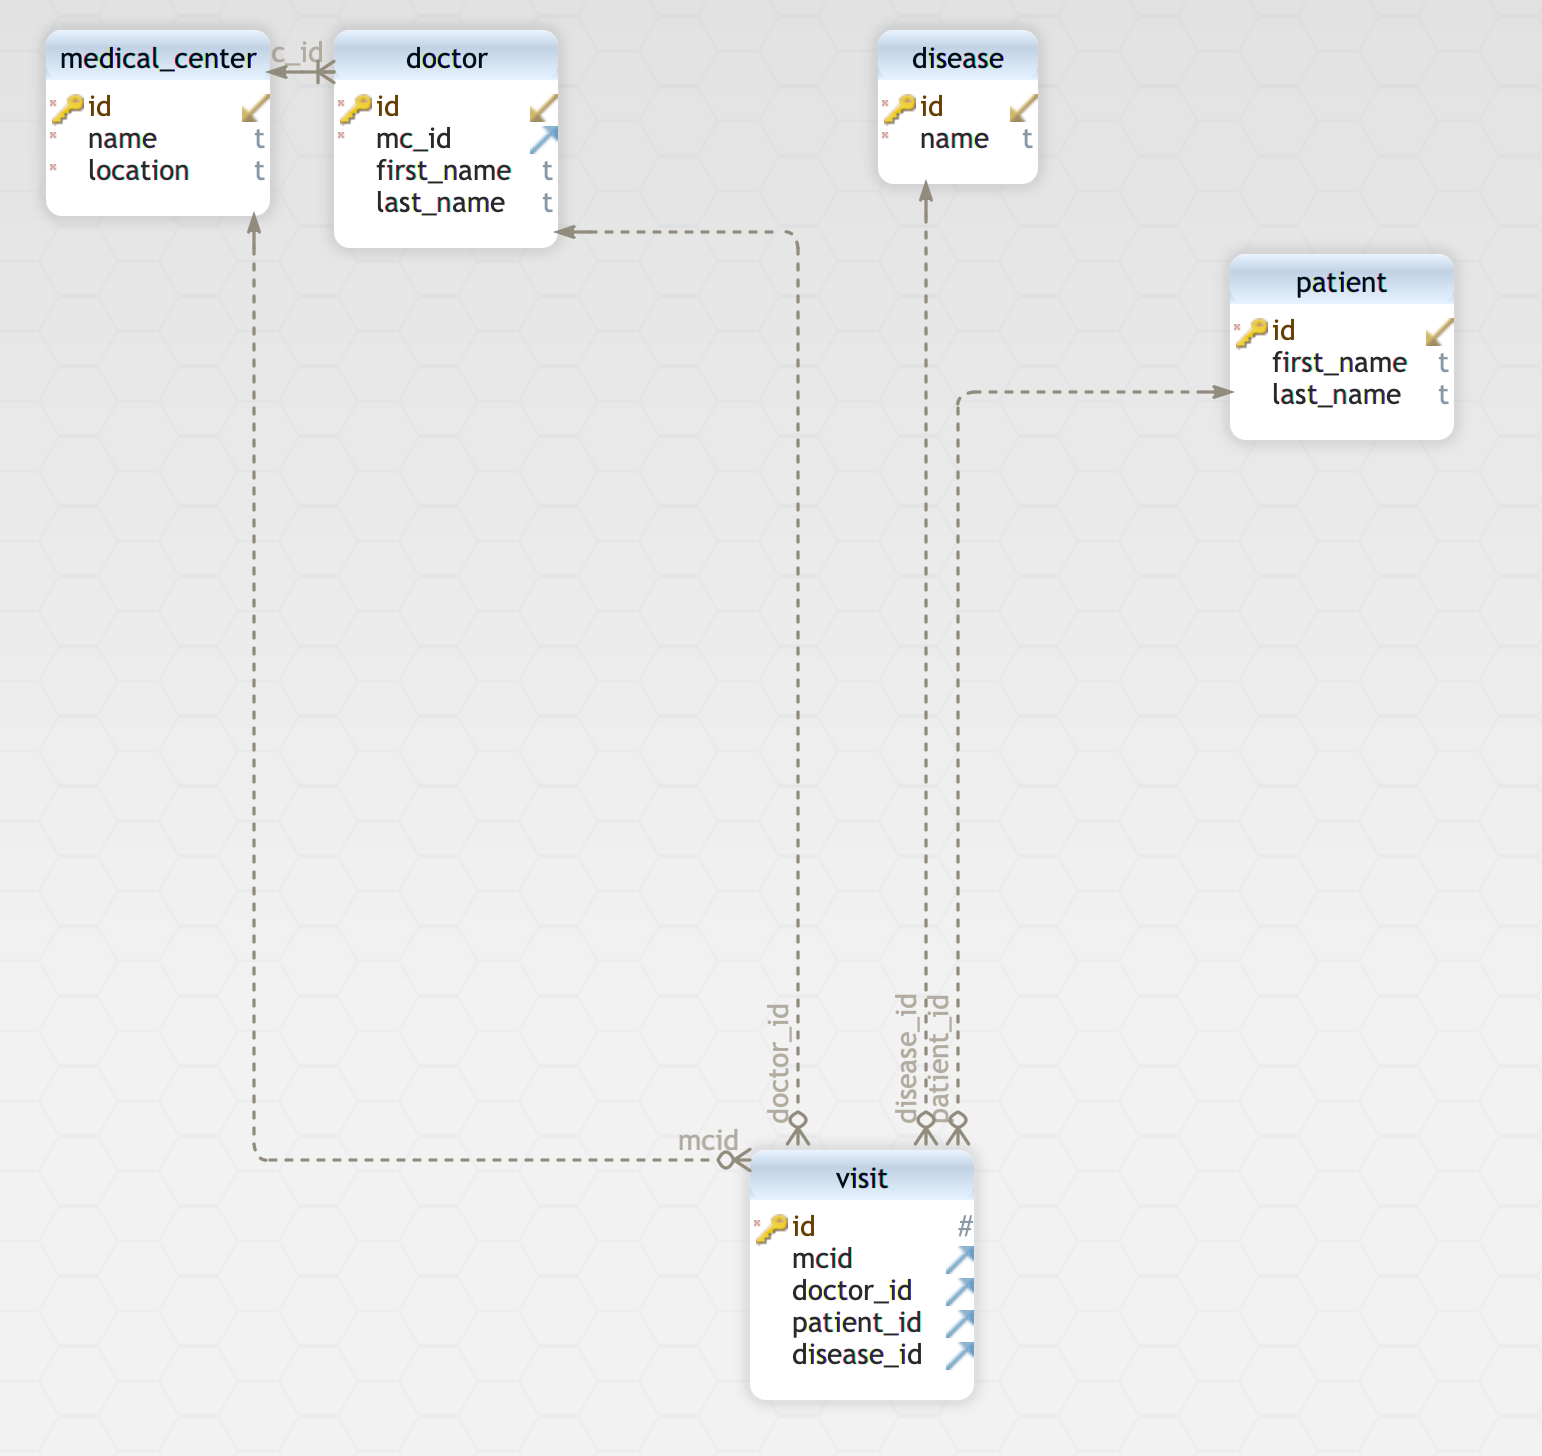 medical_center
id
name t
location t
c_id
doctor
id
mc_id
first_name t
last_name t
disease
id
name t
patient
id
first_name t
last_name t
doctor_id
disease_id
patient_id
mcid
visit
id #
mcid
doctor_id
patient_id
disease_id